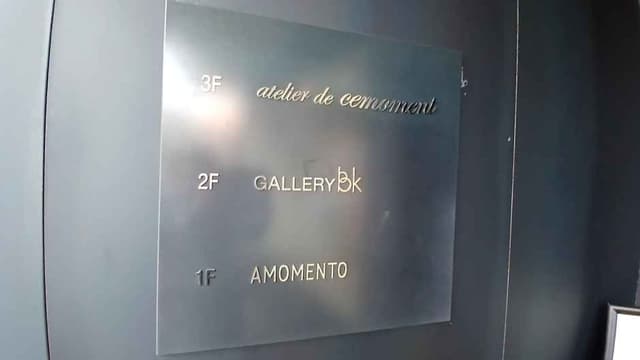 3F atelier de cemoment
2F GALLERY bk
1F AMOMENTO